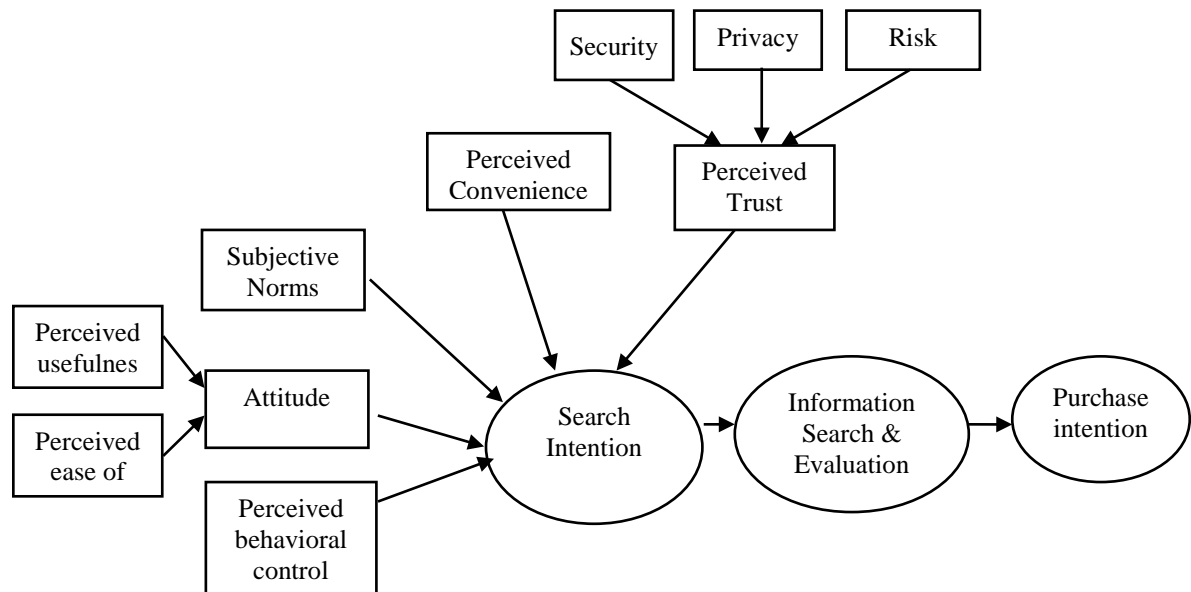 Security
Privacy
Risk
Perceived
Convenience
Perceived
Trust
Subjective
Norms
Perceived
usefulnes
Attitude
Perceived
ease of
Perceived
behavioral
control
Search
Intention
Information
Search &
Evaluation
Purchase
intention